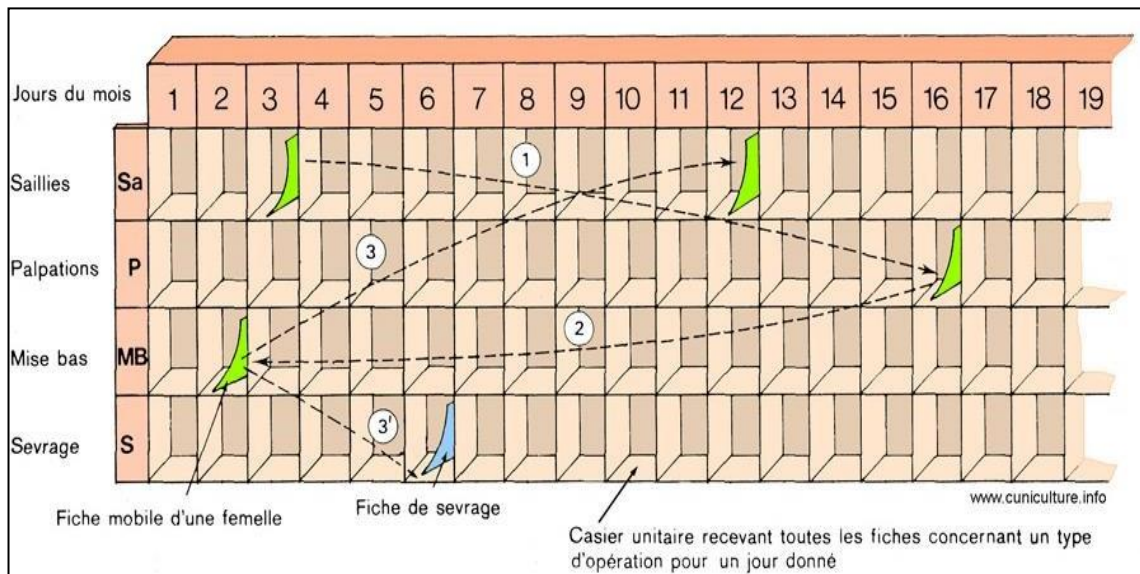 Jours du mois 1 2 3 4 5 6 7 8 9 10 11 12 13 14 15 16 17 18 19
Saillies Sa 1
Palpations P 3
Mise bas MB 2
Sevrage S 3'
www.cuniculture.info
Fiche mobile d'une femelle
Fiche de sevrage
Casier unitaire recevant toutes les fiches concernant un type
d'opération pour un jour donné